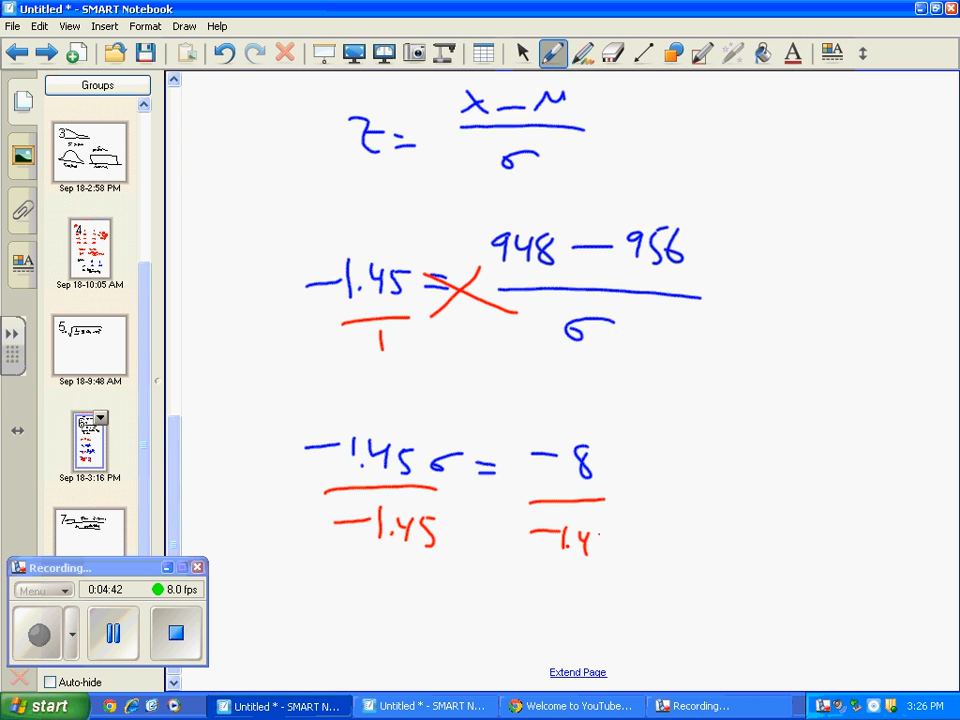 Untitled * - SMART Notebook
File Edit View Insert Format Draw Help
Groups
Sep 18-2:58 PM
Sep 18-10:05 AM
Sep 18-9:48 AM
Sep 18-3:16 PM
z = x - μ
σ
-1.45 = 948 - 956
1 σ
-1.45σ = -8
-1.45 -1.4
Recording...
Menu 0:04:42 8.0 fps
Auto-hide
Extend Page
start Untitled * - SMART N... Untitled * - SMART N... Welcome to YouTube... Recording... 3:26 PM